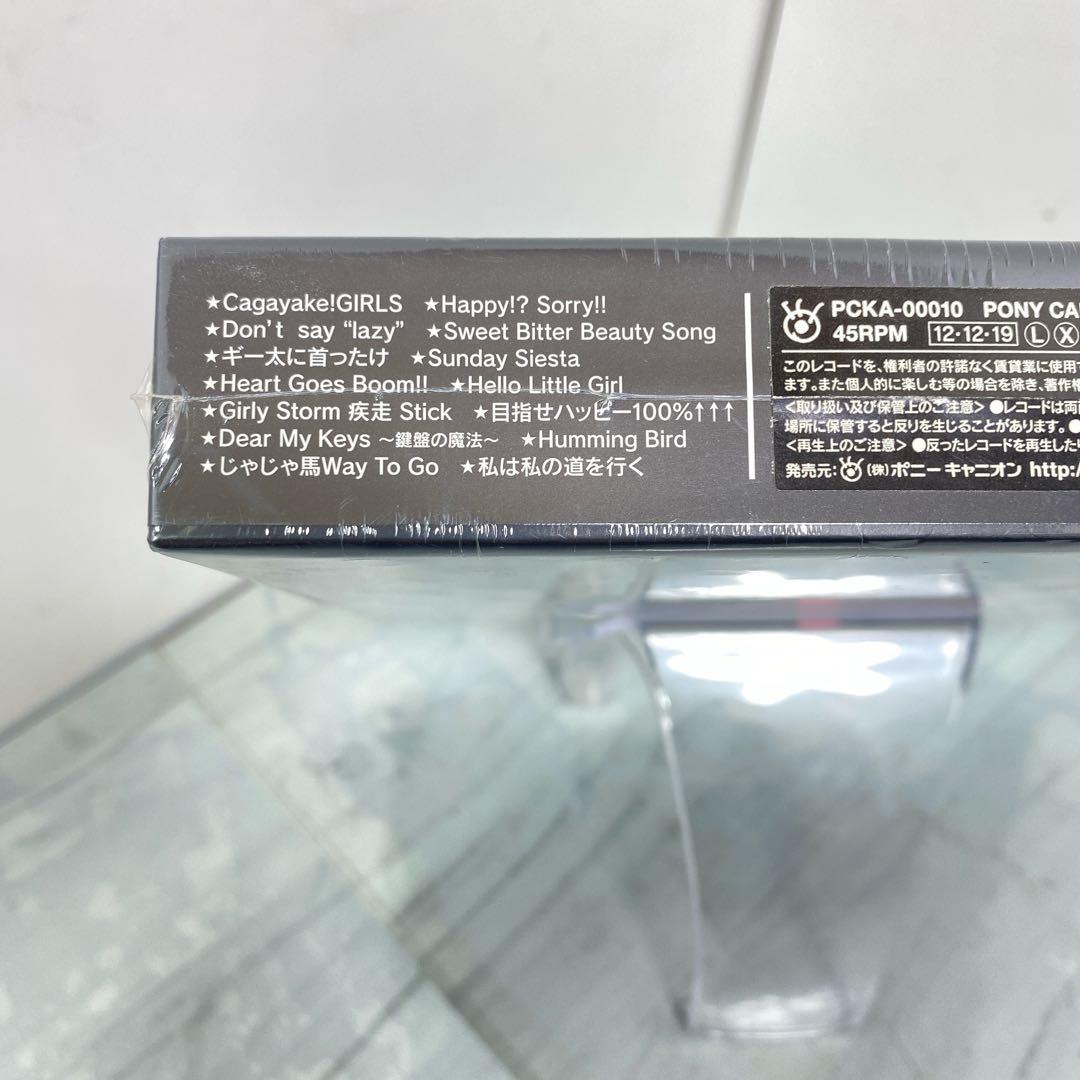 ★Cagayake!GIRLS ★Happy!? Sorry!!
★Don't say “lazy” ★Sweet Bitter Beauty Song
★ギー太に首ったけ ★Sunday Siesta
★Heart Goes Boom!! ★Hello Little Girl
★Girly Storm 疾走 Stick ★目指せハッピー100%↑↑↑
★Dear My Keys ～鍵盤の魔法～ ★Humming Bird
★じゃじゃ馬Way To Go ★私は私の道を行く
PCKA-00010 PONY CA
45RPM 12・12・19 L X
このレコードを、権利者の許諾なく賃貸業に使用
ます。また個人的に楽しむ等の場合を除き、著作権
<取り扱い及び保管上のご注意> ●レコードは両
場所に保管すると反りを生じることがあります。●
<再生上のご注意> ●反ったレコードを再生した
発売元: (株)ポニーキャニオン http:/